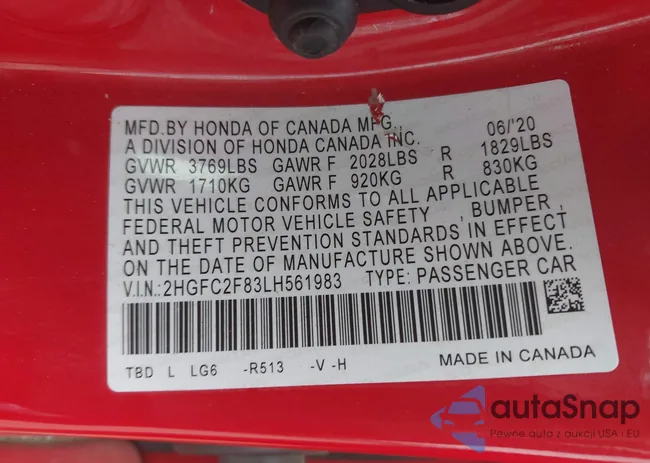 MFD.BY HONDA OF CANADA MFG., 06/'20
A DIVISION OF HONDA CANADA INC.
GVWR 3769LBS GAWR F 2028LBS R 1829LBS
GVWR 1710KG GAWR F 920KG R 830KG
THIS VEHICLE CONFORMS TO ALL APPLICABLE
FEDERAL MOTOR VEHICLE SAFETY , BUMPER ,
AND THEFT PREVENTION STANDARDS IN EFFECT
ON THE DATE OF MANUFACTURE SHOWN ABOVE.
V.I.N.:2HGFC2F83LH561983 TYPE: PASSENGER CAR
TBD L LG6 -R513 -V -H MADE IN CANADA
autaSnap
Pewne auta z aukcji USA i EU